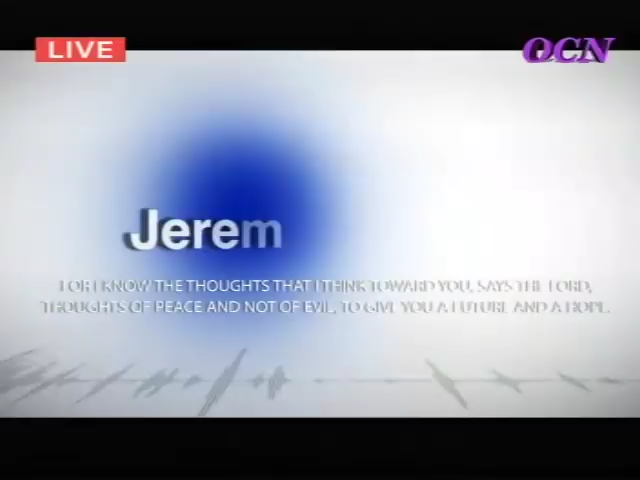 LIVE
OCN
Jerem
FOR I KNOW THE THOUGHTS THAT I THINK TOWARD YOU, SAYS THE LORD,
THOUGHTS OF PEACE AND NOT OF EVIL, TO GIVE YOU A FUTURE AND A HOPE.